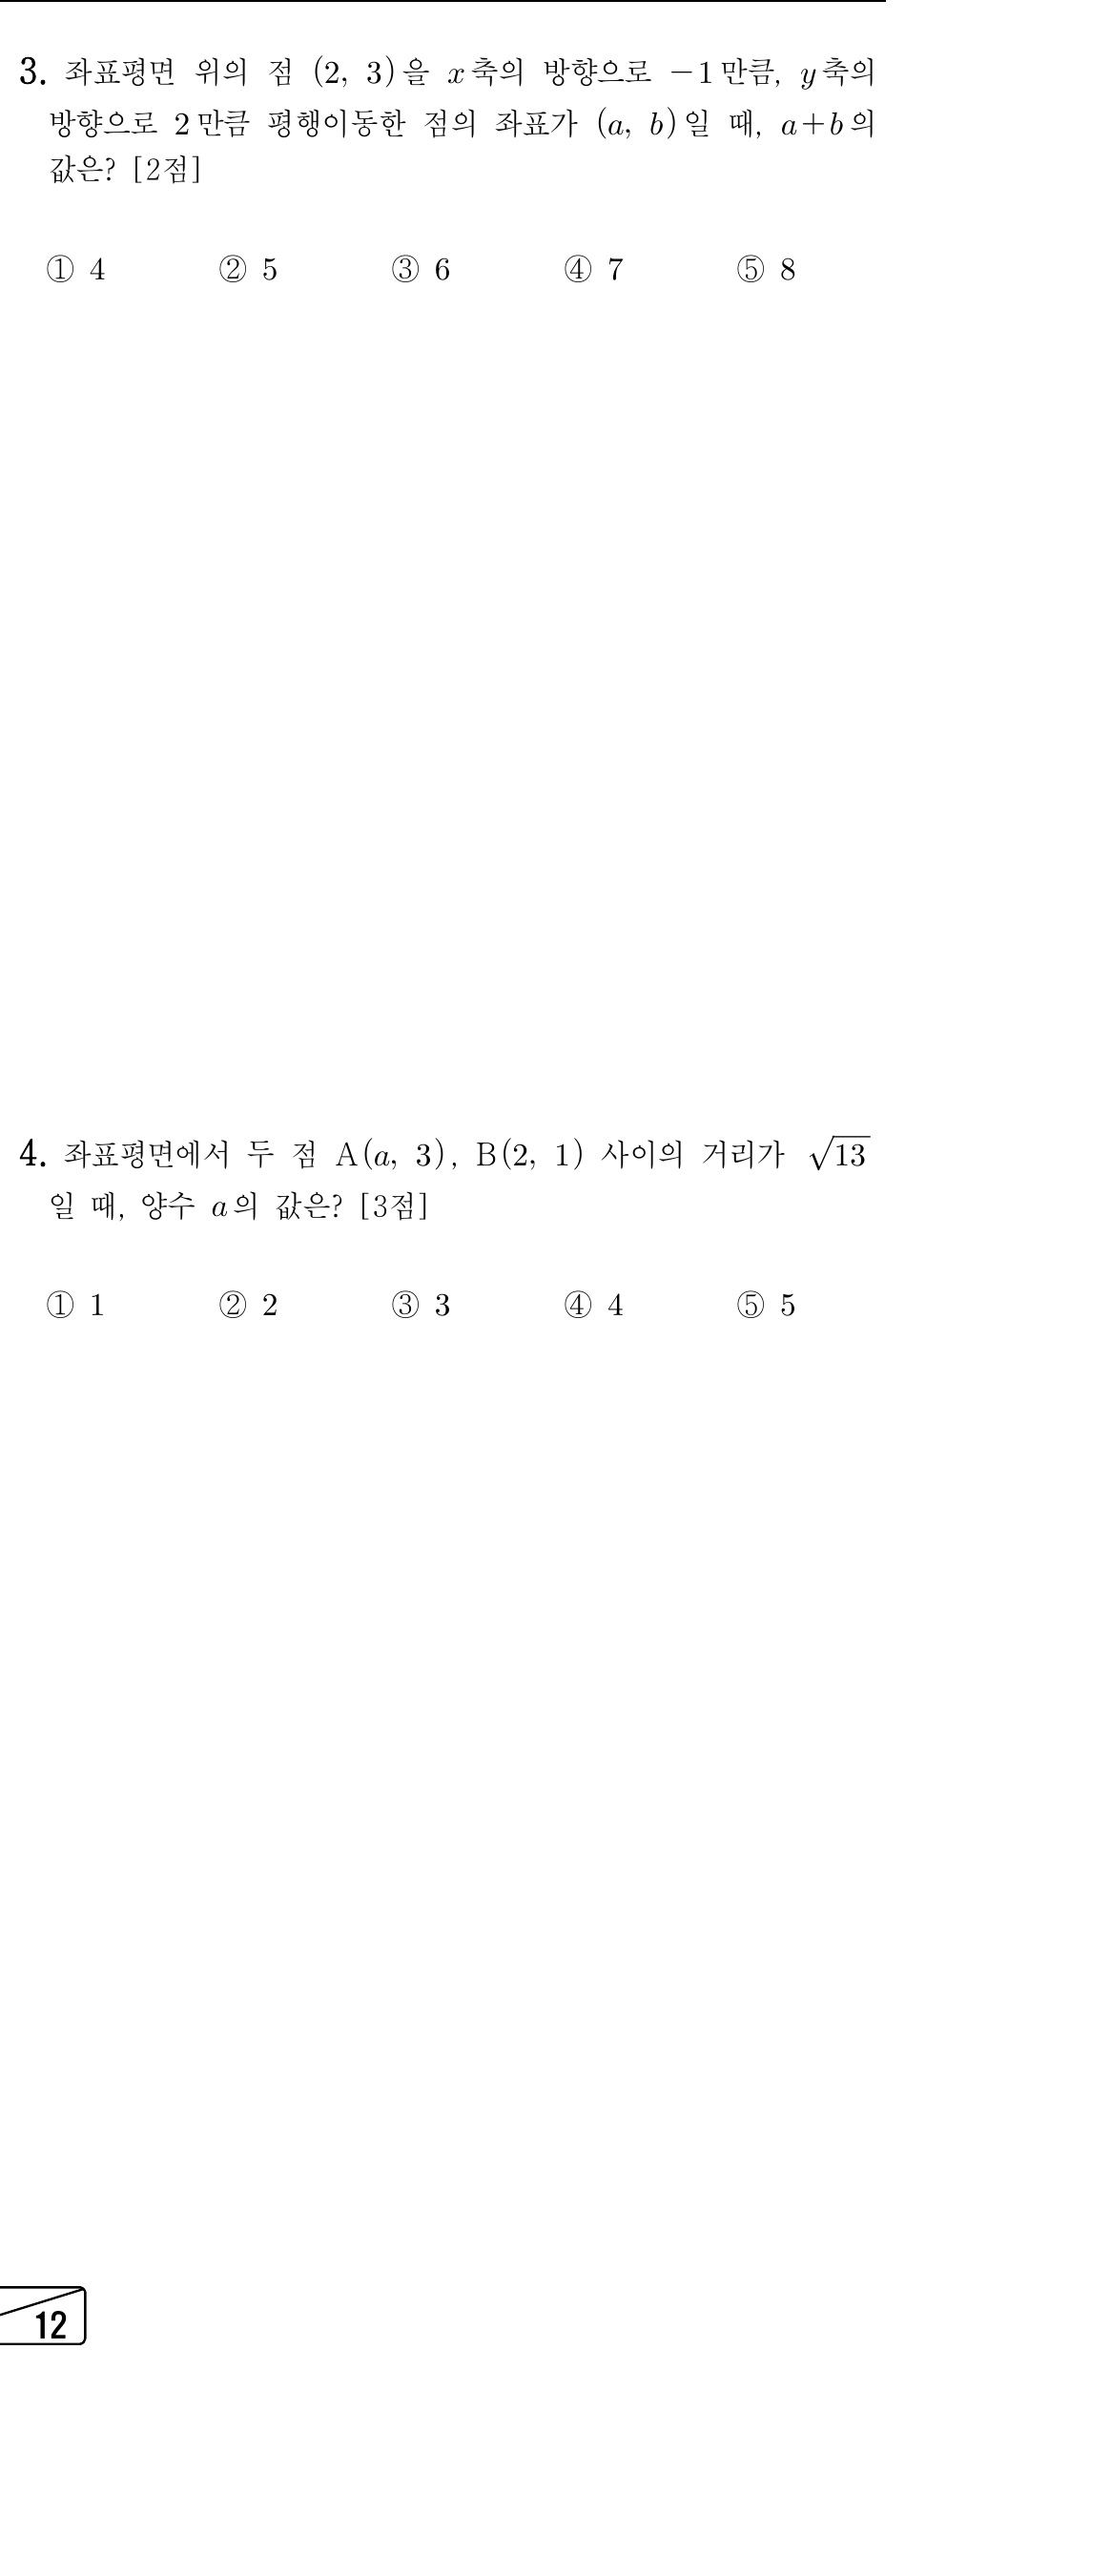 3. 좌표평면 위의 점 (2, 3)을 x축의 방향으로 −1만큼, y축의
방향으로 2만큼 평행이동한 점의 좌표가 (a, b)일 때, a+b의
값은? [2점]
① 4 ② 5 ③ 6 ④ 7 ⑤ 8
4. 좌표평면에서 두 점 A(a, 3), B(2, 1) 사이의 거리가 √13
일 때, 양수 a의 값은? [3점]
① 1 ② 2 ③ 3 ④ 4 ⑤ 5
12